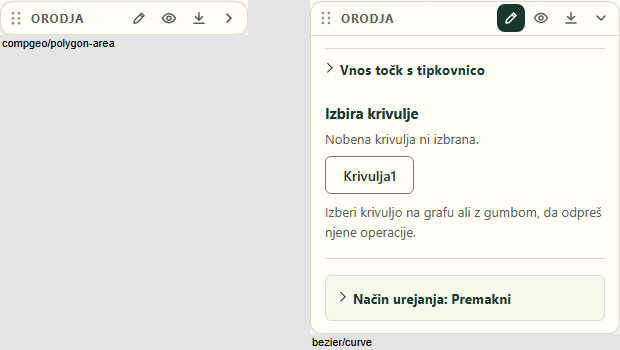 ORODJA
compgeo/polygon-area
ORODJA
Vnos točk s tipkovnico
Izbira krivulje
Nobena krivulja ni izbrana.
Krivulja1
Izberi krivuljo na grafu ali z gumbom, da odpreš
njene operacije.
Način urejanja: Premakni
bezier/curve